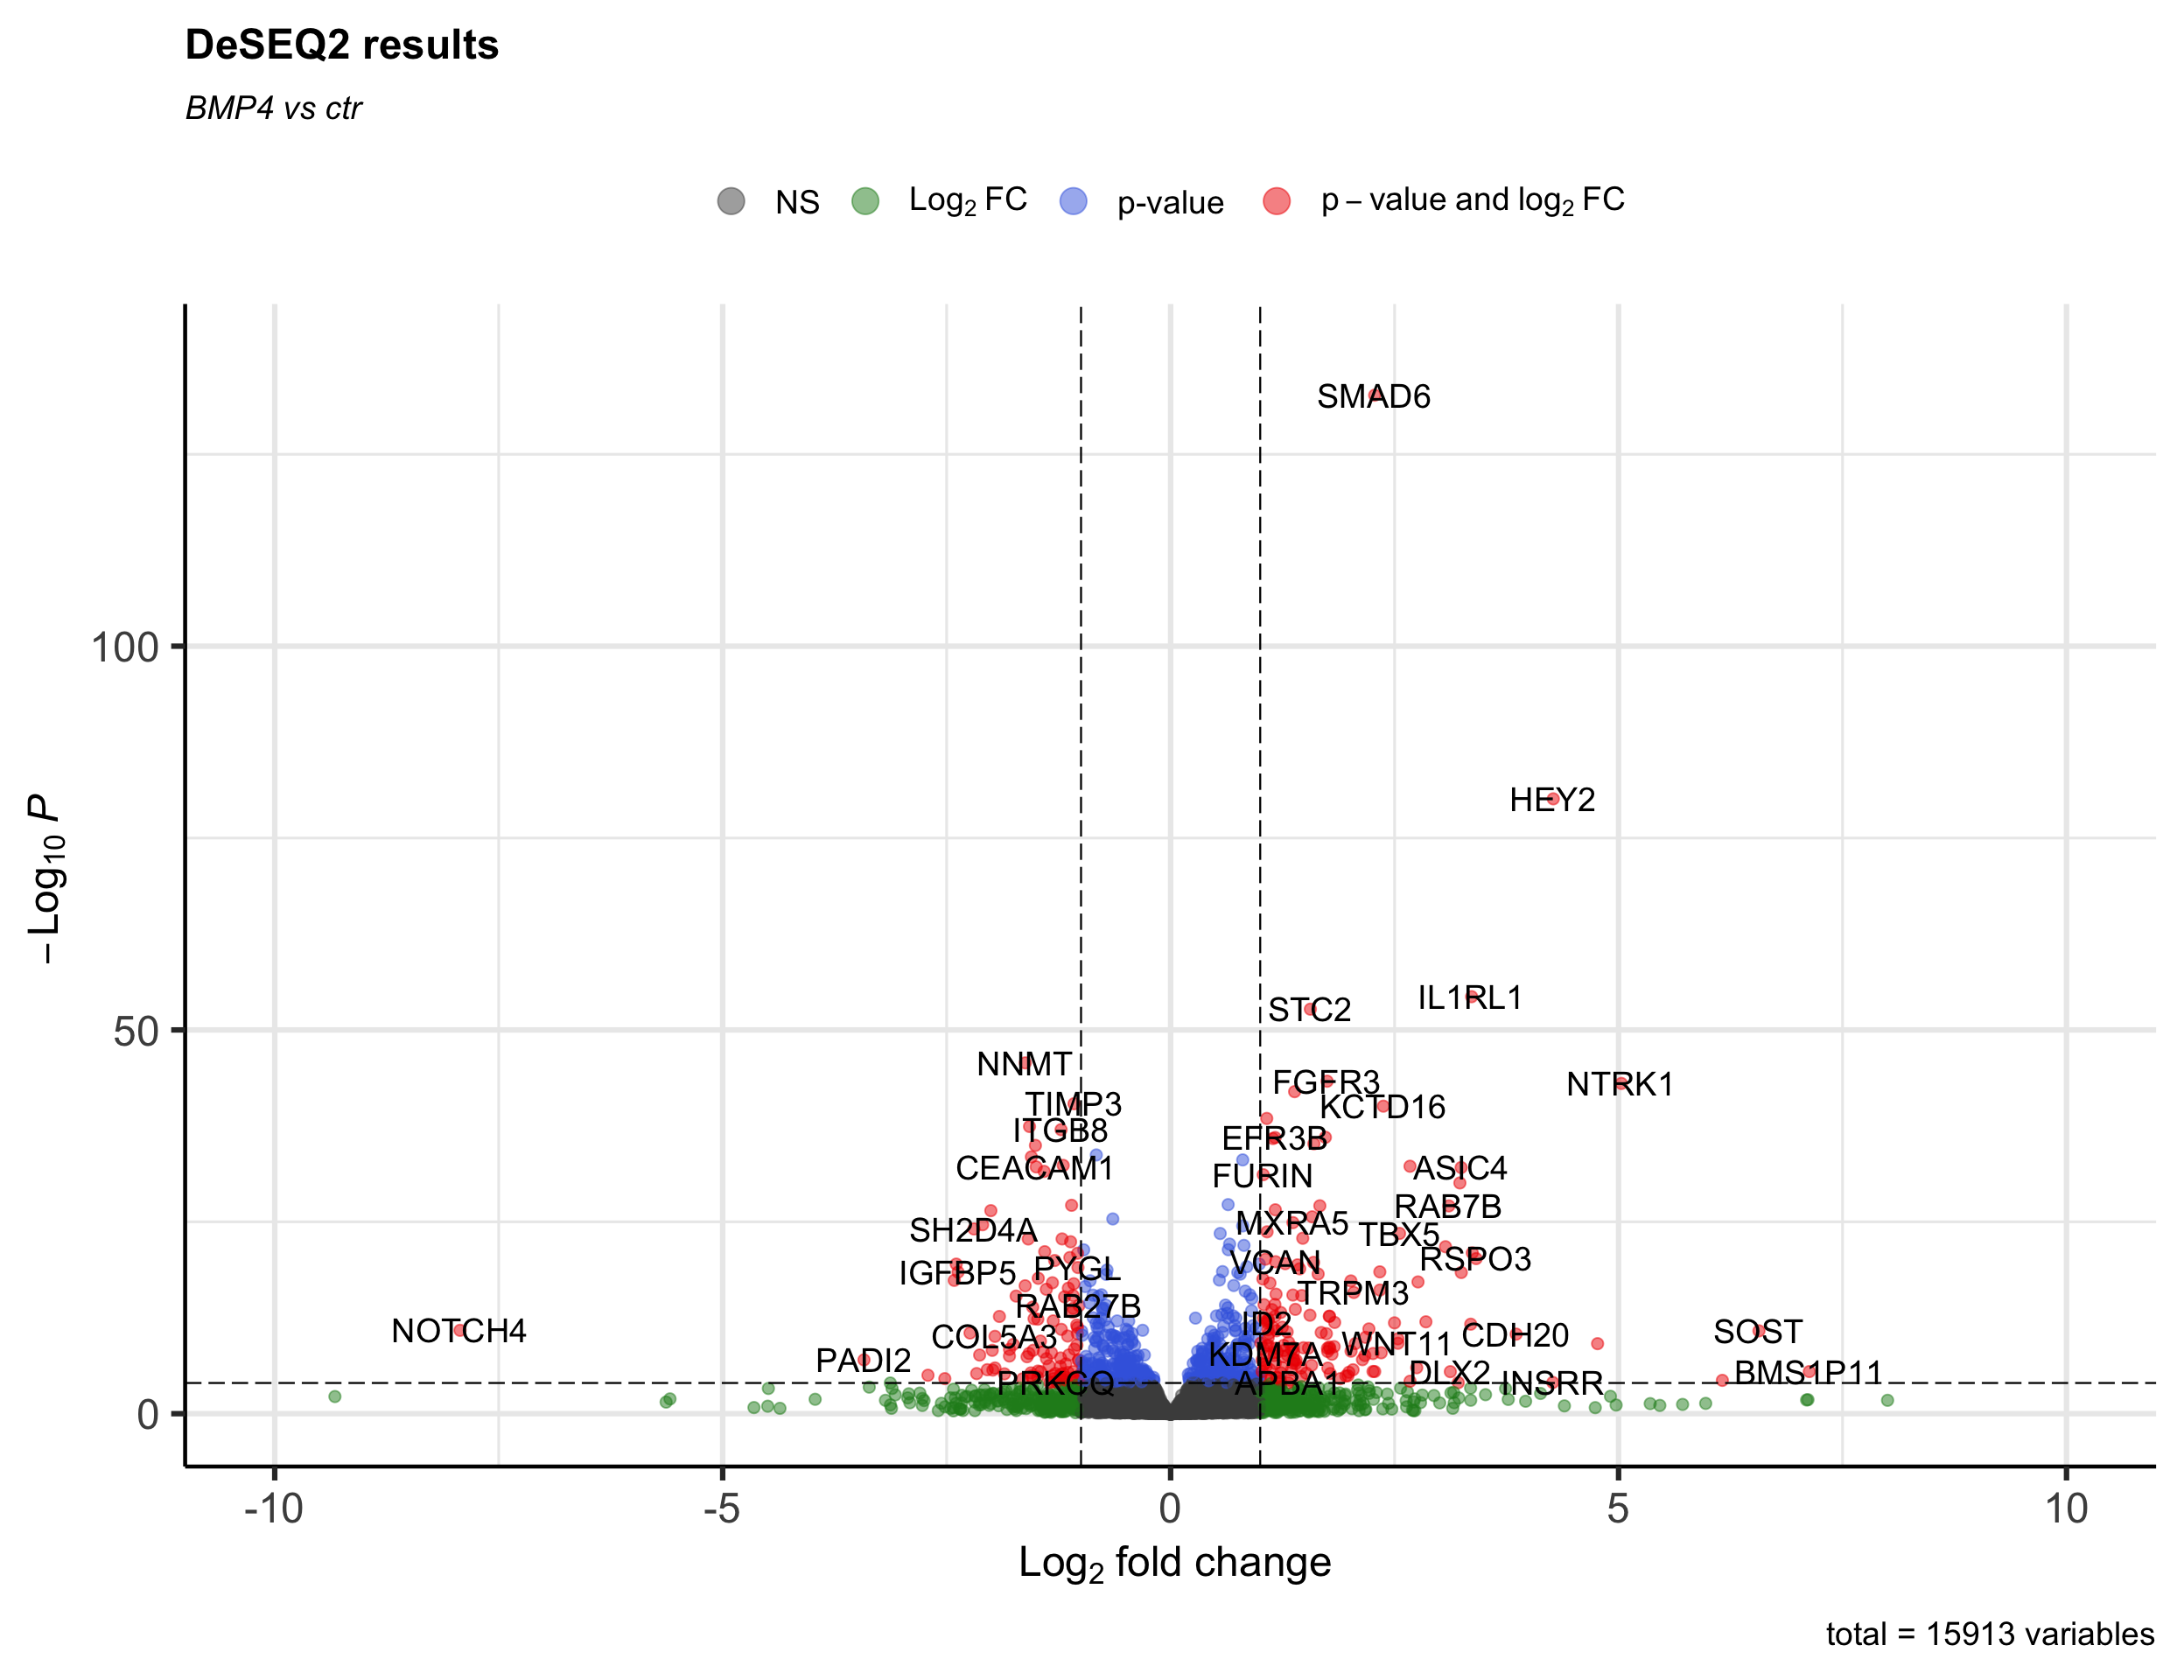 DeSEQ2 results
BMP4 vs ctr
NS
Log2 FC
p-value
p – value and log2 FC
– Log10 P
100
50
0
SMAD6
HEY2
IL1RL1
STC2
NNMT
FGFR3
NTRK1
TIMP3
KCTD16
ITGB8
EFR3B
CEACAM1
ASIC4
FURIN
RAB7B
MXRA5
SH2D4A
TBX5
RSPO3
VCAN
PYGL
IGFBP5
TRPM3
RAB27B
ID2
NOTCH4
SOST
CDH20
COL5A3
WNT11
KDM7A
PADI2
DLX2
BMS1P11
PRKCQ
APBA1
INSRR
-10
-5
0
5
10
Log2 fold change
total = 15913 variables